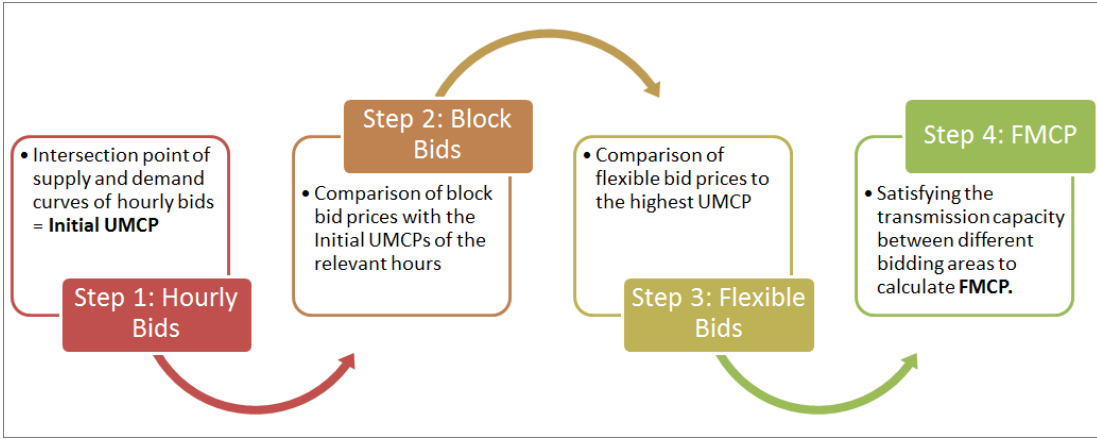 • Intersection point of
supply and demand
curves of hourly bids
= Initial UMCP
Step 1: Hourly
Bids
Step 2: Block
Bids
• Comparison of block
bid prices with the
Initial UMCPs of the
relevant hours
• Comparison of
flexible bid prices to
the highest UMCP
Step 3: Flexible
Bids
Step 4: FMCP
• Satisfying the
transmission capacity
between different
bidding areas to
calculate FMCP.